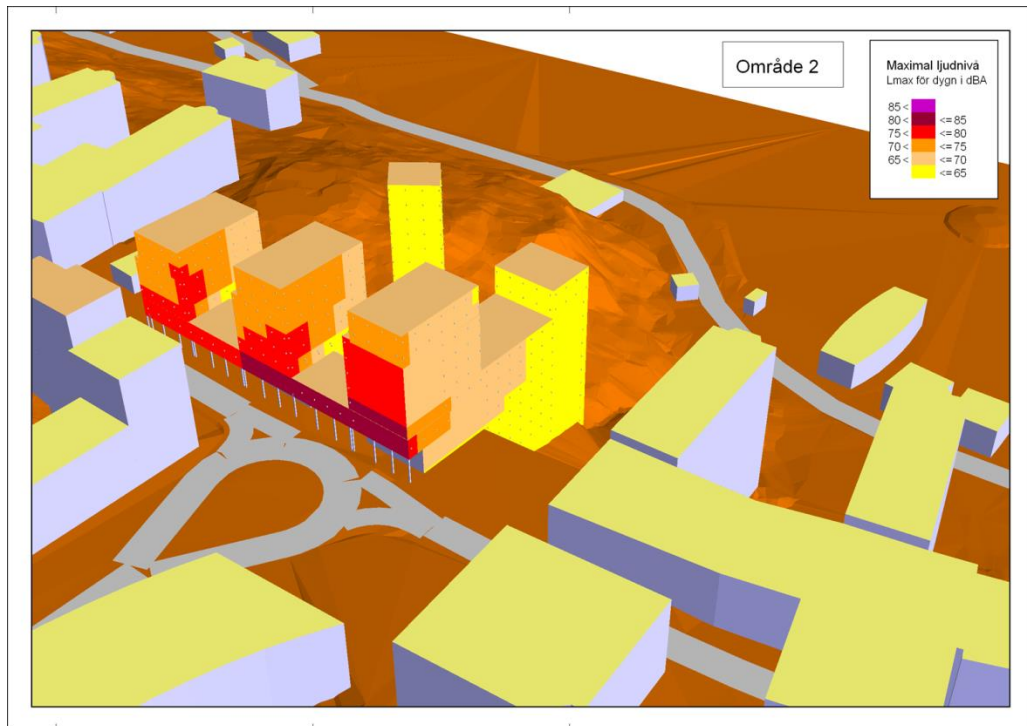 Område 2
Maximal ljudnivå
Lmax för dygn i dBA
85 <
80 < <= 85
75 < <= 80
70 < <= 75
65 < <= 70
<= 65